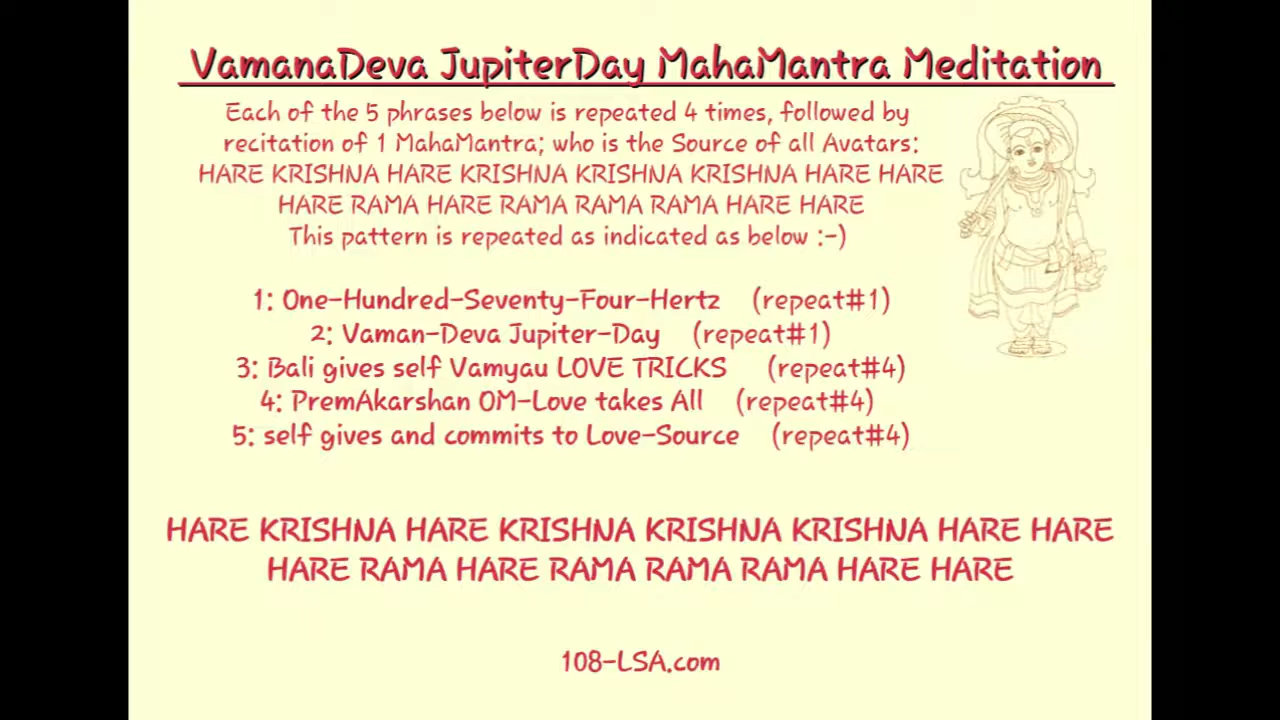 VamanaDeva JupiterDay MahaMantra Meditation
Each of the 5 phrases below is repeated 4 times, followed by
recitation of 1 MahaMantra; who is the Source of all Avatars:
HARE KRISHNA HARE KRISHNA KRISHNA KRISHNA HARE HARE
HARE RAMA HARE RAMA RAMA RAMA HARE HARE
This pattern is repeated as indicated as below :-)
1: One-Hundred-Seventy-Four-Hertz (repeat#1)
2: Vaman-Deva Jupiter-Day (repeat#1)
3: Bali gives self Vamyau LOVE TRICKS (repeat#4)
4: PremAkarshan OM-Love takes All (repeat#4)
5: self gives and commits to Love-Source (repeat#4)
HARE KRISHNA HARE KRISHNA KRISHNA KRISHNA HARE HARE
HARE RAMA HARE RAMA RAMA RAMA HARE HARE
108-LSA.com